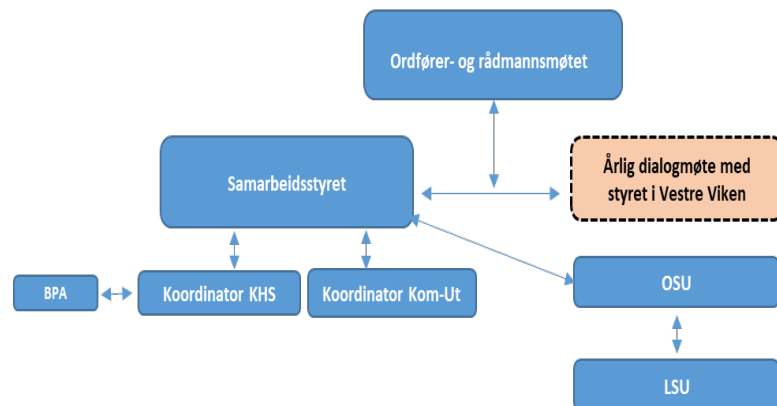 Ordfører- og rådmannsmøtet
Samarbeidsstyret
Årlig dialogmøte med
styret i Vestre Viken
BPA
Koordinator KHS
Koordinator Kom-Ut
OSU
LSU